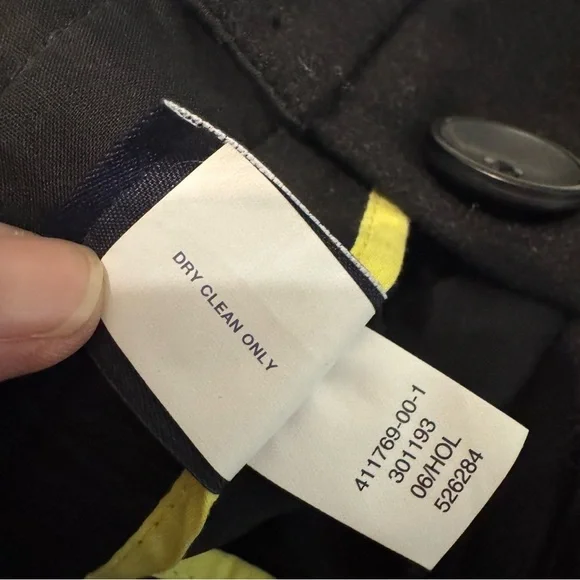 DRY CLEAN ONLY
411769-00-1
301193
06/HOL
526284